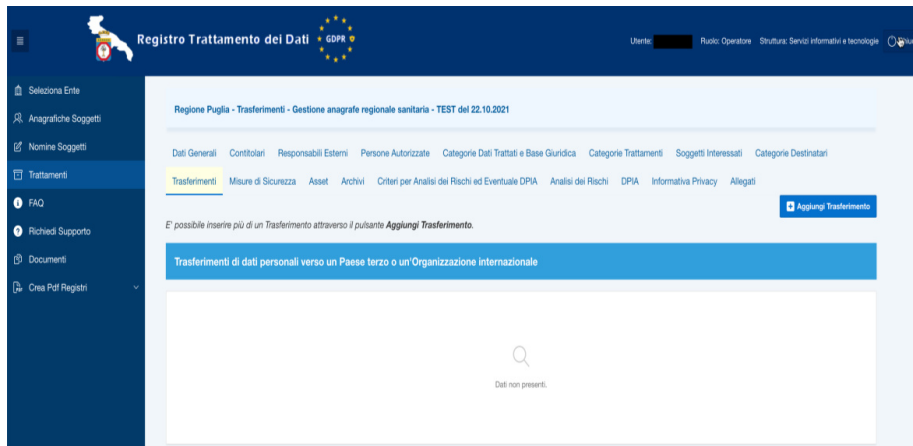 Registro Trattamento dei Dati
GDPR
Utente:
Ruolo: Operatore
Struttura: Servizi informativi e tecnologie
Seleziona Ente
Anagrafiche Soggetti
Nomine Soggetti
Trattamenti
FAQ
Richiedi Supporto
Documenti
Crea Pdf Registri
Regione Puglia - Trasferimenti - Gestione anagrafe regionale sanitaria - TEST del 22.10.2021
Dati Generali Contitolari Responsabili Esterni Persone Autorizzate Categorie Dati Trattati e Base Giuridica Categorie Trattamenti Soggetti Interessati Categorie Destinatari
Trasferimenti Misure di Sicurezza Asset Archivi Criteri per Analisi dei Rischi ed Eventuale DPIA Analisi dei Rischi DPIA Informativa Privacy Allegati
Aggiungi Trasferimento
E' possibile inserire più di un Trasferimento attraverso il pulsante Aggiungi Trasferimento.
Trasferimenti di dati personali verso un Paese terzo o un'Organizzazione internazionale
Dati non presenti.